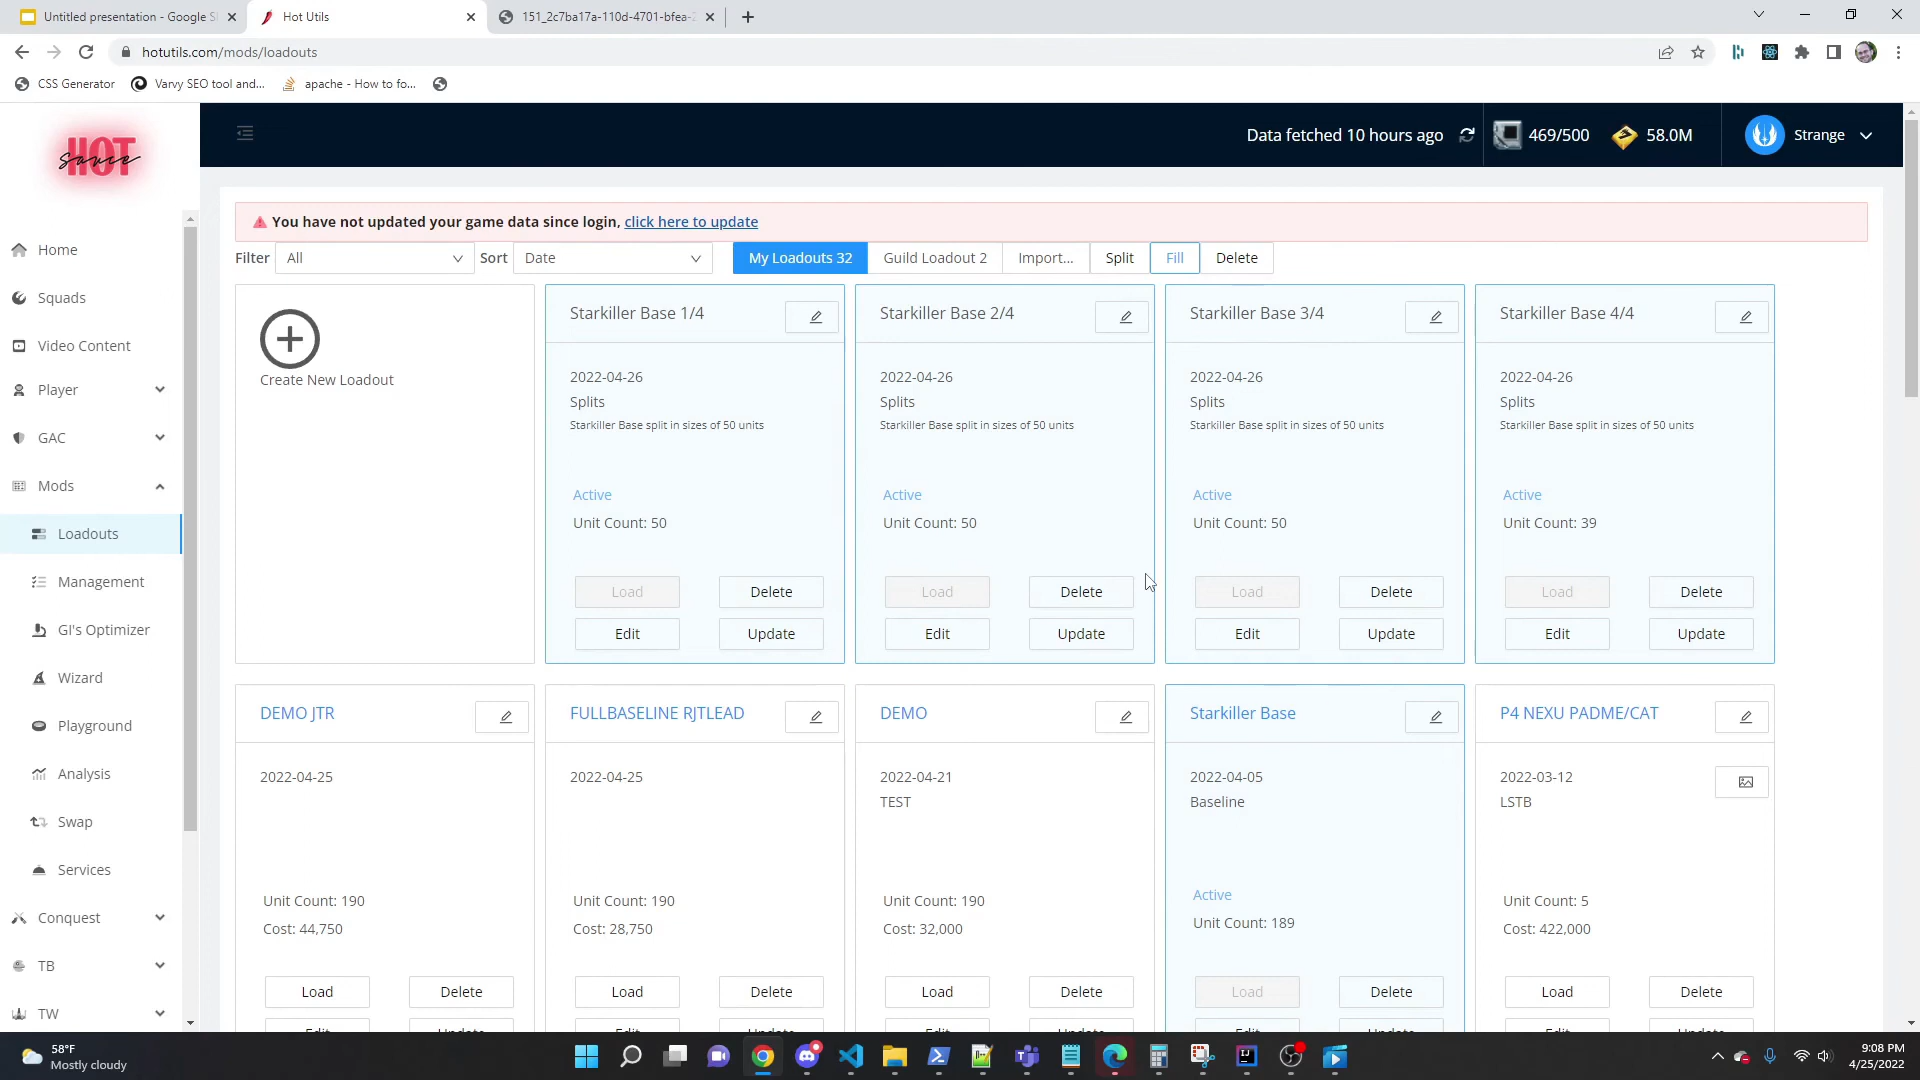 Untitled presentation - Google Sl
Hot Utils
151_2c7ba17a-110d-4701-bfea-2
hotutils.com/mods/loadouts
CSS Generator
Varvy SEO tool and...
apache - How to fo...
HOT
sauce
Data fetched 10 hours ago
469/500
58.0M
Strange
Home
Squads
Video Content
Player
GAC
Mods
Loadouts
Management
GI's Optimizer
Wizard
Playground
Analysis
Swap
Services
Conquest
TB
TW
You have not updated your game data since login, click here to update
Filter All Sort Date My Loadouts 32 Guild Loadout 2 Import... Split Fill Delete
Create New Loadout
Starkiller Base 1/4
2022-04-26
Splits
Starkiller Base split in sizes of 50 units
Active
Unit Count: 50
Load Delete
Edit Update
Starkiller Base 2/4
2022-04-26
Splits
Starkiller Base split in sizes of 50 units
Active
Unit Count: 50
Load Delete
Edit Update
Starkiller Base 3/4
2022-04-26
Splits
Starkiller Base split in sizes of 50 units
Active
Unit Count: 50
Load Delete
Edit Update
Starkiller Base 4/4
2022-04-26
Splits
Starkiller Base split in sizes of 50 units
Active
Unit Count: 39
Load Delete
Edit Update
DEMO JTR
2022-04-25
Unit Count: 190
Cost: 44,750
Load Delete
Edit Update
FULLBASELINE RJTLEAD
2022-04-25
Unit Count: 190
Cost: 28,750
Load Delete
Edit Update
DEMO
2022-04-21
TEST
Unit Count: 190
Cost: 32,000
Load Delete
Edit Update
Starkiller Base
2022-04-05
Baseline
Active
Unit Count: 189
Load Delete
Edit Update
P4 NEXU PADME/CAT
2022-03-12
LSTB
Unit Count: 5
Cost: 422,000
Load Delete
Edit Update
58°F
Mostly cloudy
9:08 PM
4/25/2022